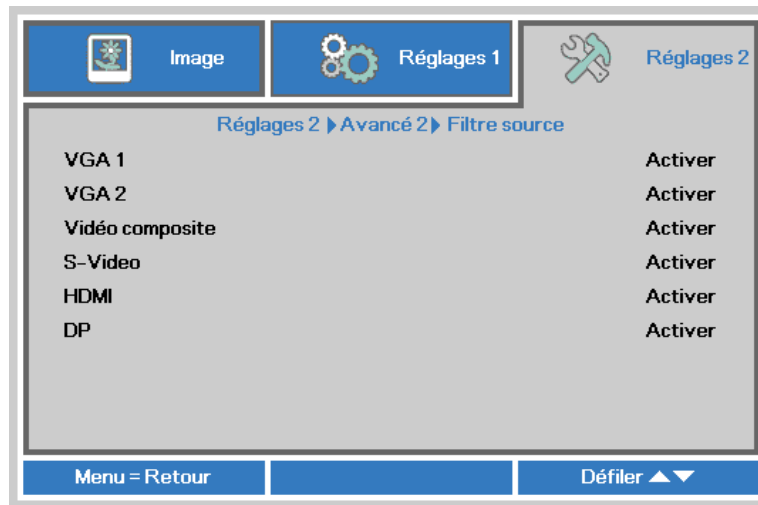 Image
Réglages 1
Réglages 2
Réglages 2 Avancé 2 Filtre source
VGA 1 Activer
VGA 2 Activer
Vidéo composite Activer
S-Video Activer
HDMI Activer
DP Activer
Menu = Retour
Défiler